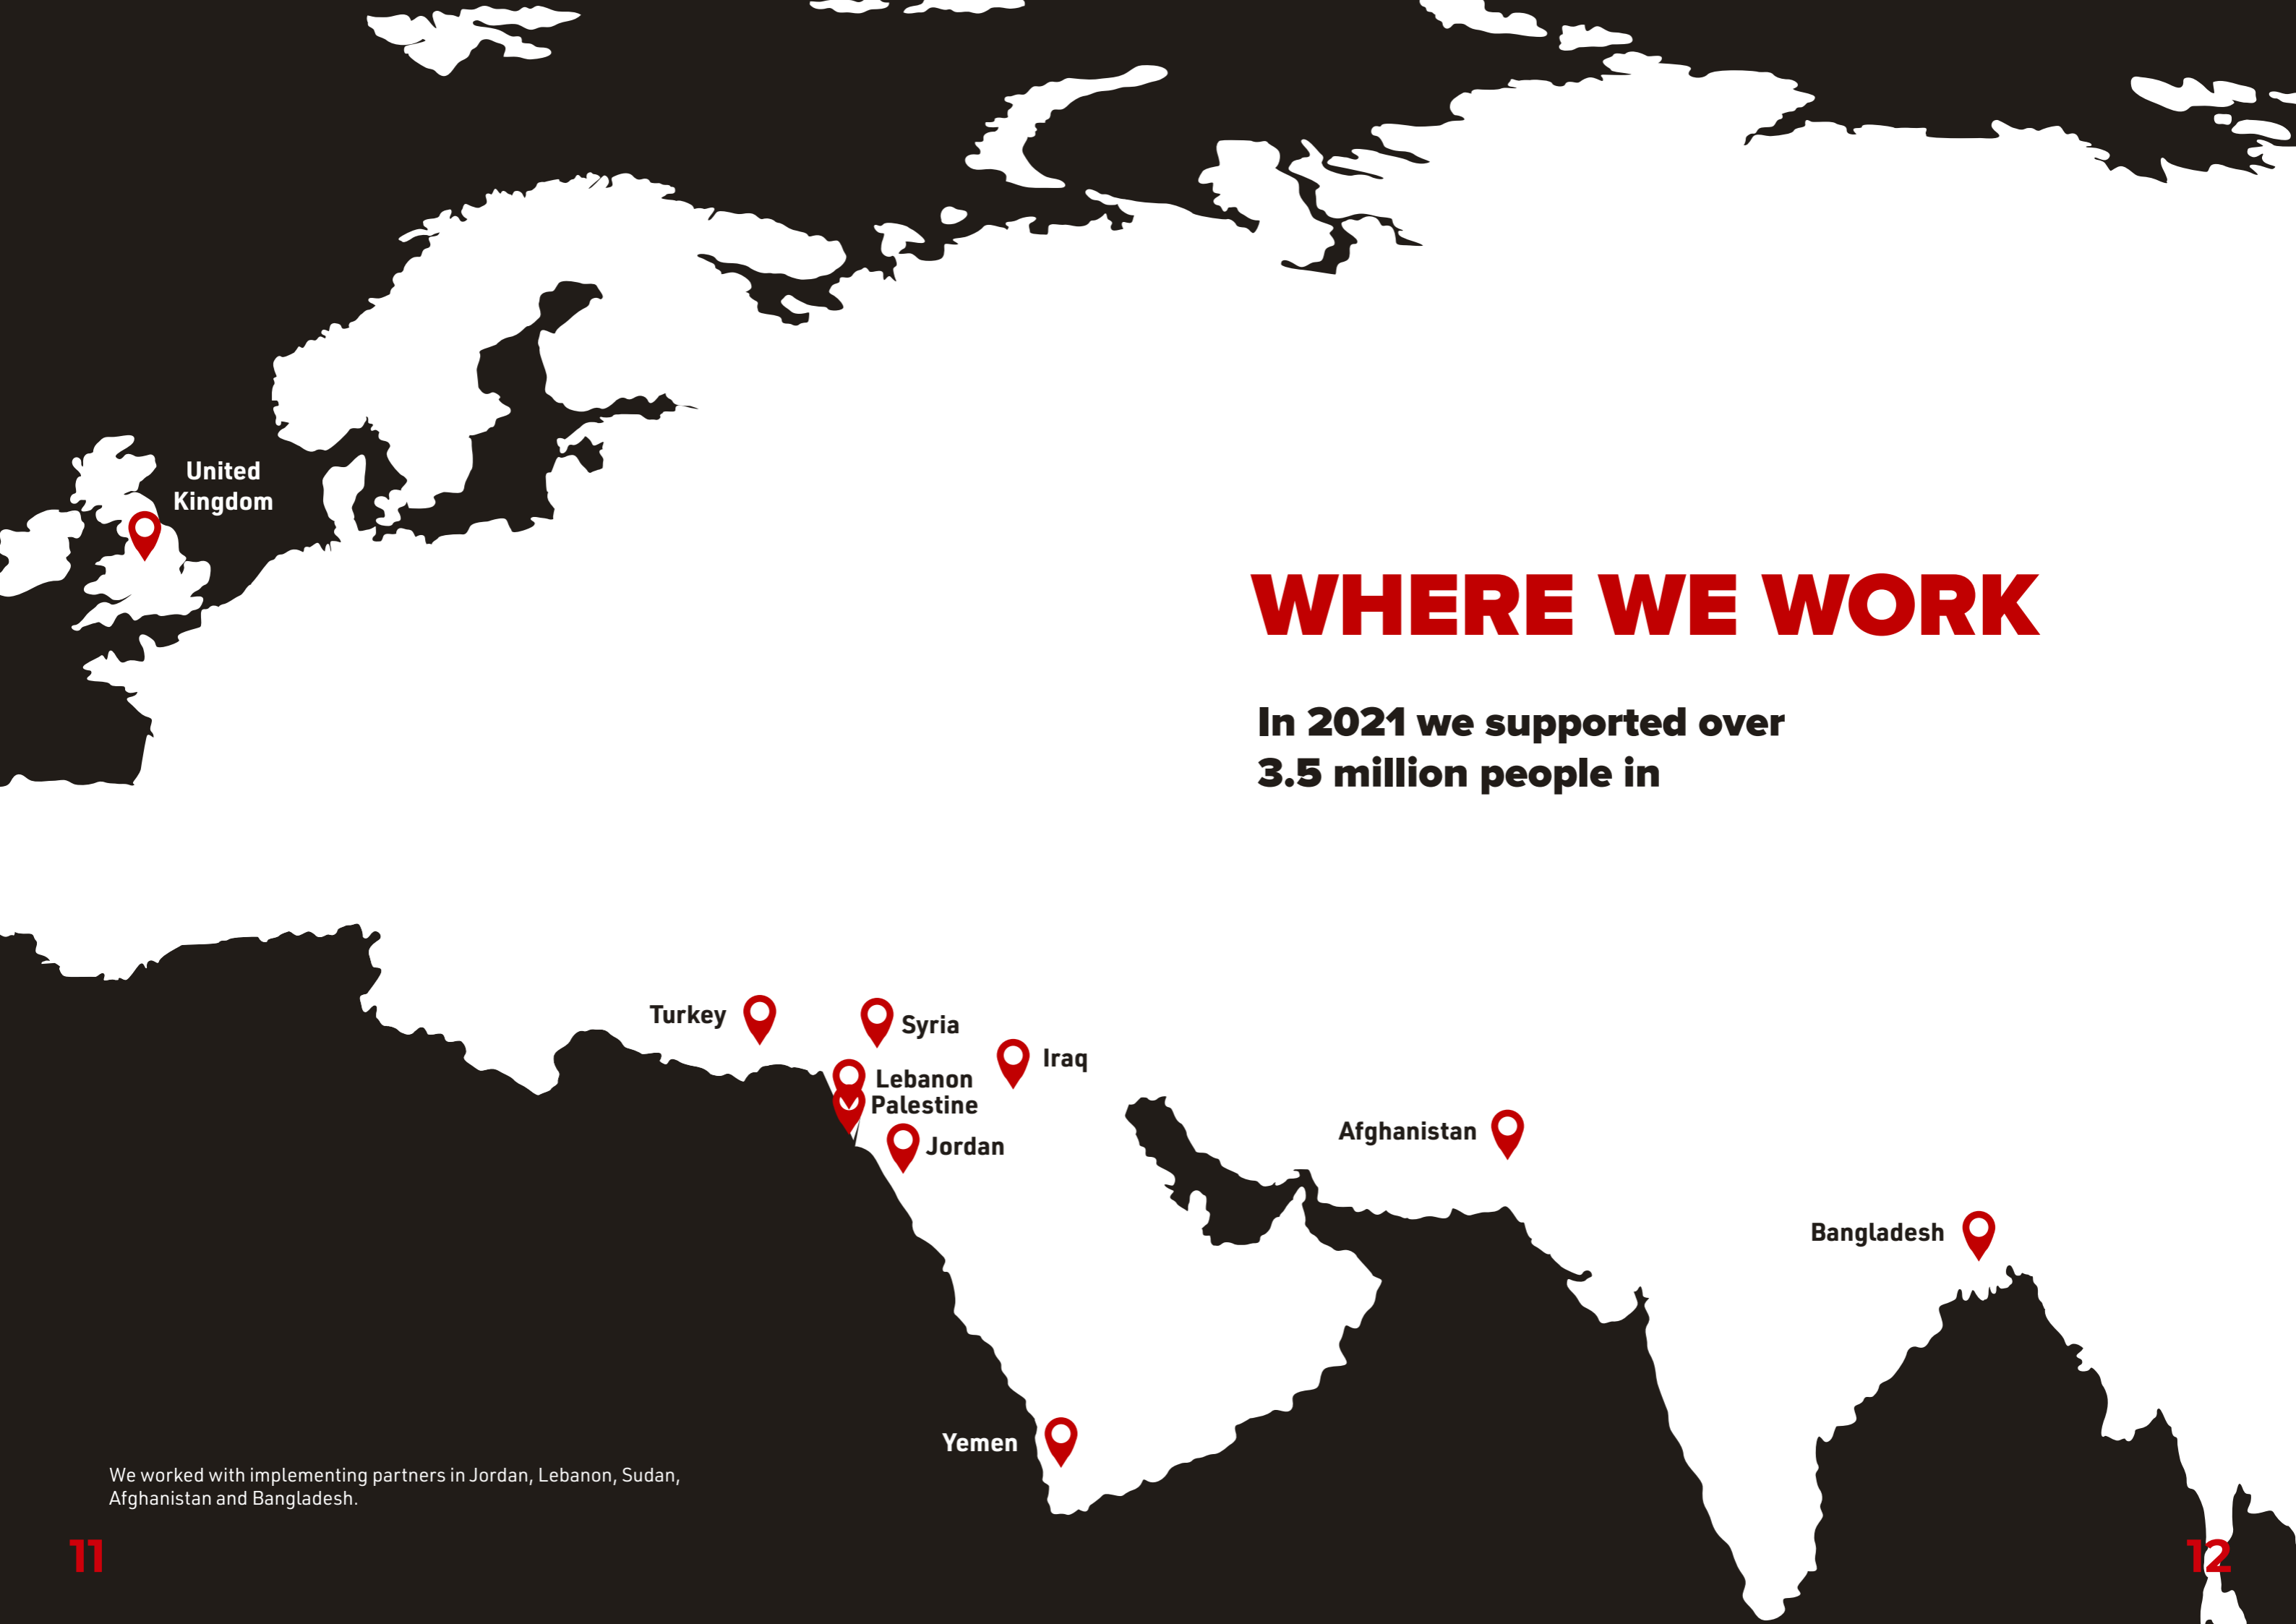 United
Kingdom
WHERE WE WORK
In 2021 we supported over
3.5 million people in
Turkey
Syria
Iraq
Lebanon
Palestine
Jordan
Afghanistan
Bangladesh
Yemen
We worked with implementing partners in Jordan, Lebanon, Sudan,
Afghanistan and Bangladesh.
11
12